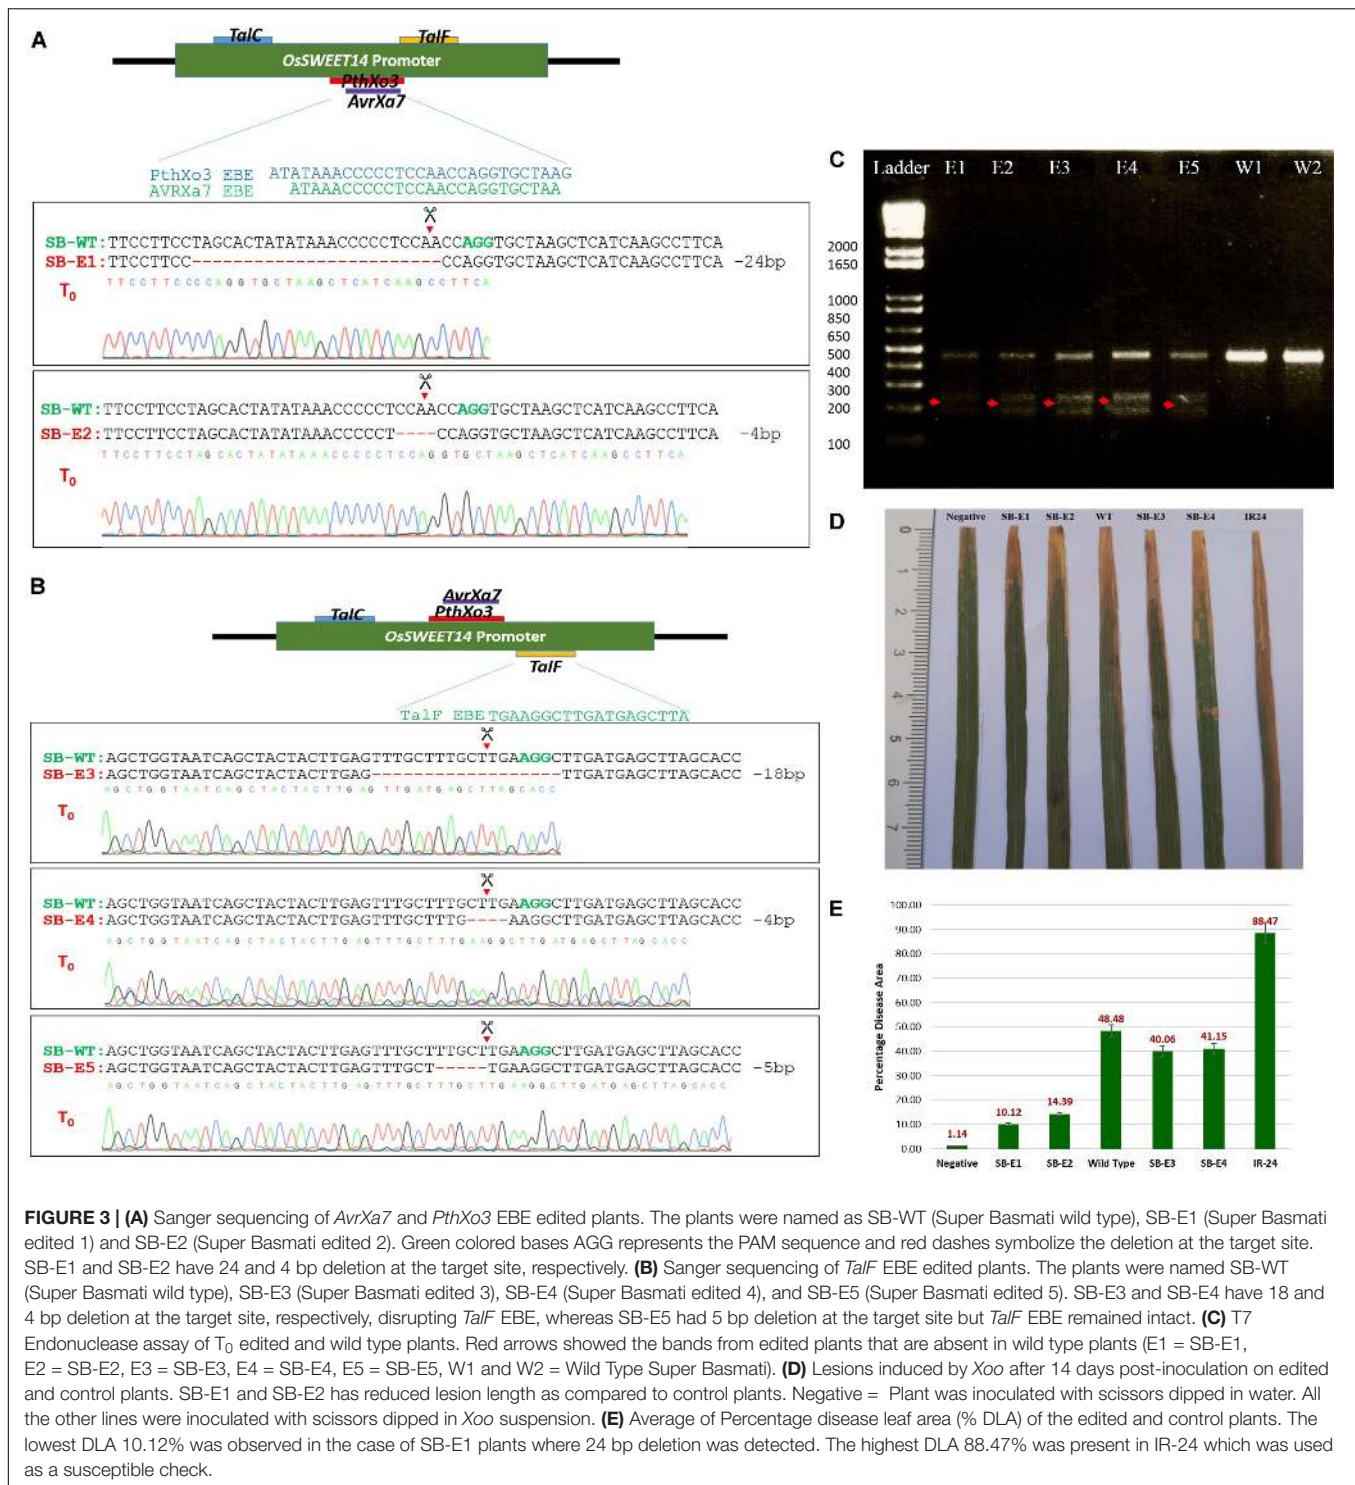 A
TalC
TalF
OsSWEET14 Promoter
PthXo3
AvrXa7
PthXo3 EBE ATATAAACCCCCTCCAACCAGGTGCTAAG
AVRXa7 EBE ATAAACCCCCTCCAACCAGGTGCTAA
SB-WT:TTCCTTCCTAGCACTATATAAACCCCCTCCAACCAGGTGCTAAGCTCATCAAGCCTTCA
SB-E1:TTCCTTCC------------------------CCAGGTGCTAAGCTCATCAAGCCTTCA -24bp
TTCCTTCCCCAGGTGCTAAGCTCATCAAGCCTTCA
T0
SB-WT:TTCCTTCCTAGCACTATATAAACCCCCTCCAACCAGGTGCTAAGCTCATCAAGCCTTCA
SB-E2:TTCCTTCCTAGCACTATATAAACCCCCT----CCAGGTGCTAAGCTCATCAAGCCTTCA -4bp
TTCCTTCCTAGCACTATATAAACCCCCTCCAGGTGCTAAGCTCATCAAGCCTTCA
T0
B
AvrXa7
TalC
PthXo3
OsSWEET14 Promoter
TalF
TalF EBE TGAAGGCTTGATGAGCTTA
SB-WT:AGCTGGTAATCAGCTACTACTTGAGTTTGCTTTGCTTGAAGGCTTGATGAGCTTAGCACC
SB-E3:AGCTGGTAATCAGCTACTACTTGAG------------------TTGATGAGCTTAGCACC -18bp
AGCTGGTAATCAGCTACTACTTGAGTTGATGAGCTTAGCACC
T0
SB-WT:AGCTGGTAATCAGCTACTACTTGAGTTTGCTTTGCTTGAAGGCTTGATGAGCTTAGCACC
SB-E4:AGCTGGTAATCAGCTACTACTTGAGTTTGCTTTG----AAGGCTTGATGAGCTTAGCACC -4bp
AGCTGGTAATCAGCTACTACTTGAGTTTGCTTTGAAGGCTTGATGAGCTTAGCACC
T0
SB-WT:AGCTGGTAATCAGCTACTACTTGAGTTTGCTTTGCTTGAAGGCTTGATGAGCTTAGCACC
SB-E5:AGCTGGTAATCAGCTACTACTTGAGTTTGCT-----TGAAGGCTTGATGAGCTTAGCACC -5bp
AGCTGGTAATCAGCTACTACTTGAGTTTGCTTTGCTTGAAGGCTTGATGAGCTTAGCACC
T0
C
Ladder E1 E2 E3 E4 E5 W1 W2
2000
1650
1000
850
650
500
400
300
200
100
D
Negative SB-E1 SB-E2 WT SB-E3 SB-E4 IR24
0
1
2
3
4
5
6
7
E
Percentage Disease Area
100.00
90.00
80.00
70.00
60.00
50.00
40.00
30.00
20.00
10.00
0.00
1.14
10.12
14.39
48.48
40.06
41.15
88.47
Negative SB-E1 SB-E2 Wild Type SB-E3 SB-E4 IR-24
FIGURE 3 | (A) Sanger sequencing of AvrXa7 and PthXo3 EBE edited plants. The plants were named as SB-WT (Super Basmati wild type), SB-E1 (Super Basmati
edited 1) and SB-E2 (Super Basmati edited 2). Green colored bases AGG represents the PAM sequence and red dashes symbolize the deletion at the target site.
SB-E1 and SB-E2 have 24 and 4 bp deletion at the target site, respectively. (B) Sanger sequencing of TalF EBE edited plants. The plants were named SB-WT
(Super Basmati wild type), SB-E3 (Super Basmati edited 3), SB-E4 (Super Basmati edited 4), and SB-E5 (Super Basmati edited 5). SB-E3 and SB-E4 have 18 and
4 bp deletion at the target site, respectively, disrupting TalF EBE, whereas SB-E5 had 5 bp deletion at the target site but TalF EBE remained intact. (C) T7
Endonuclease assay of T0 edited and wild type plants. Red arrows showed the bands from edited plants that are absent in wild type plants (E1 = SB-E1,
E2 = SB-E2, E3 = SB-E3, E4 = SB-E4, E5 = SB-E5, W1 and W2 = Wild Type Super Basmati). (D) Lesions induced by Xoo after 14 days post-inoculation on edited
and control plants. SB-E1 and SB-E2 has reduced lesion length as compared to control plants. Negative = Plant was inoculated with scissors dipped in water. All
the other lines were inoculated with scissors dipped in Xoo suspension. (E) Average of Percentage disease leaf area (% DLA) of the edited and control plants. The
lowest DLA 10.12% was observed in the case of SB-E1 plants where 24 bp deletion was detected. The highest DLA 88.47% was present in IR-24 which was used
as a susceptible check.